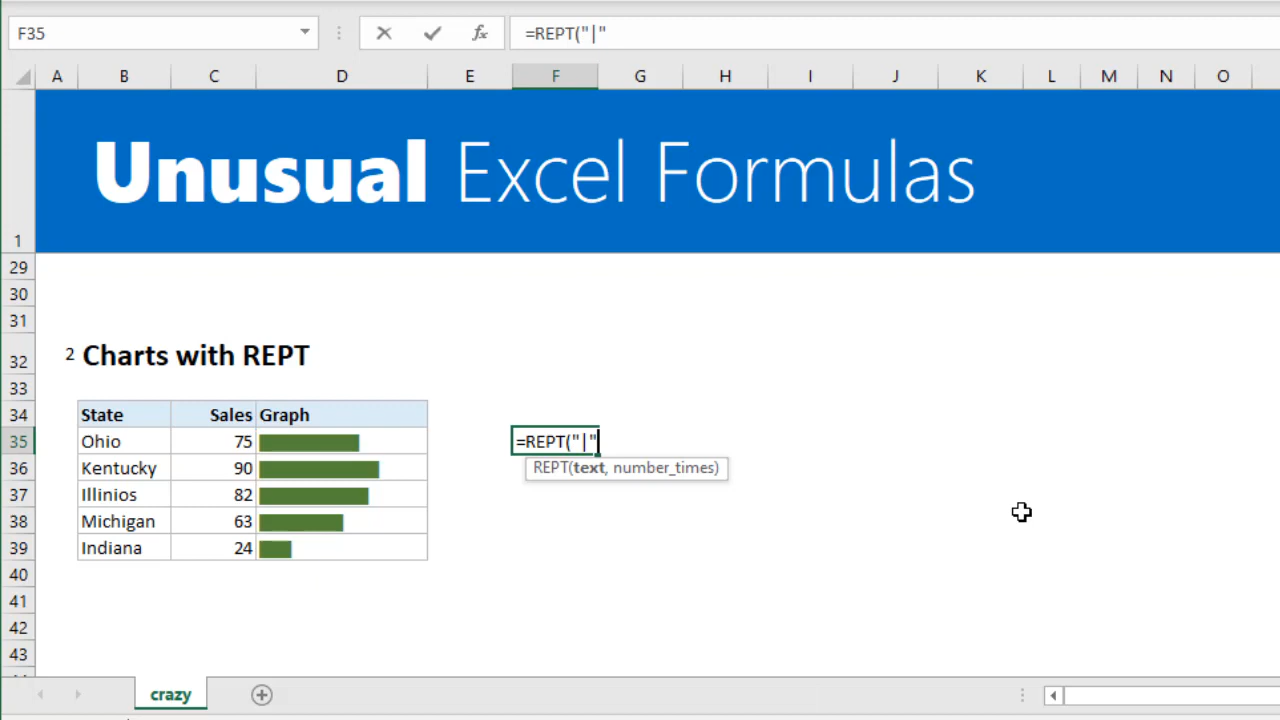 F35 fx =REPT("|"
A B C D E F G H I J K L M N O
Unusual Excel Formulas
1
29
30
31
32 2 Charts with REPT
33
34 State Sales Graph
35 Ohio 75 =REPT("|"
36 Kentucky 90 REPT(text, number_times)
37 Illinios 82
38 Michigan 63
39 Indiana 24
40
41
42
43
crazy